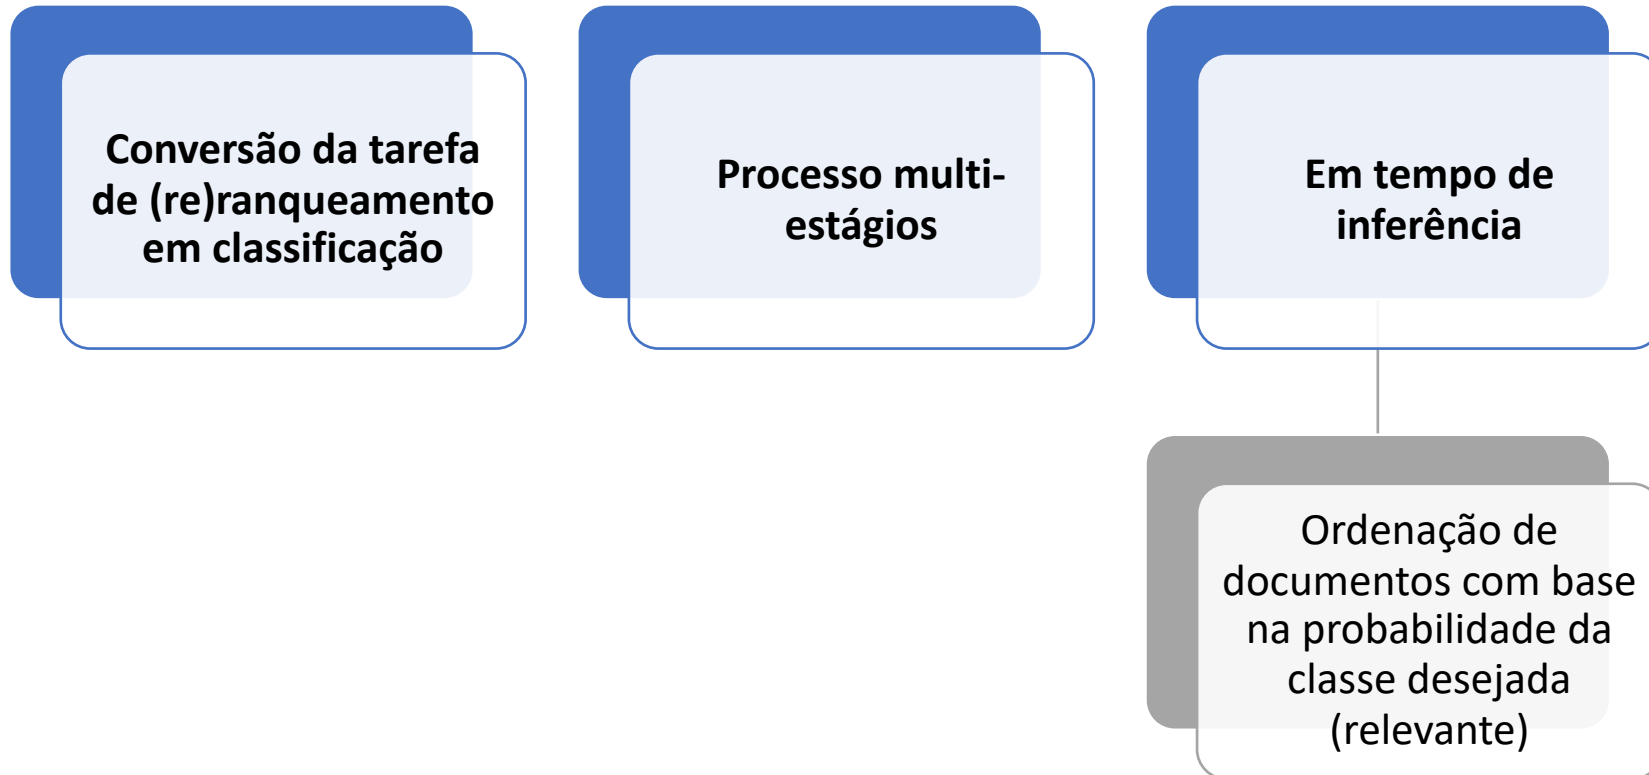 Conversão da tarefa
de (re)ranqueamento
em classificação
Processo multi-
estágios
Em tempo de
inferência
Ordenação de
documentos com base
na probabilidade da
classe desejada
(relevante)